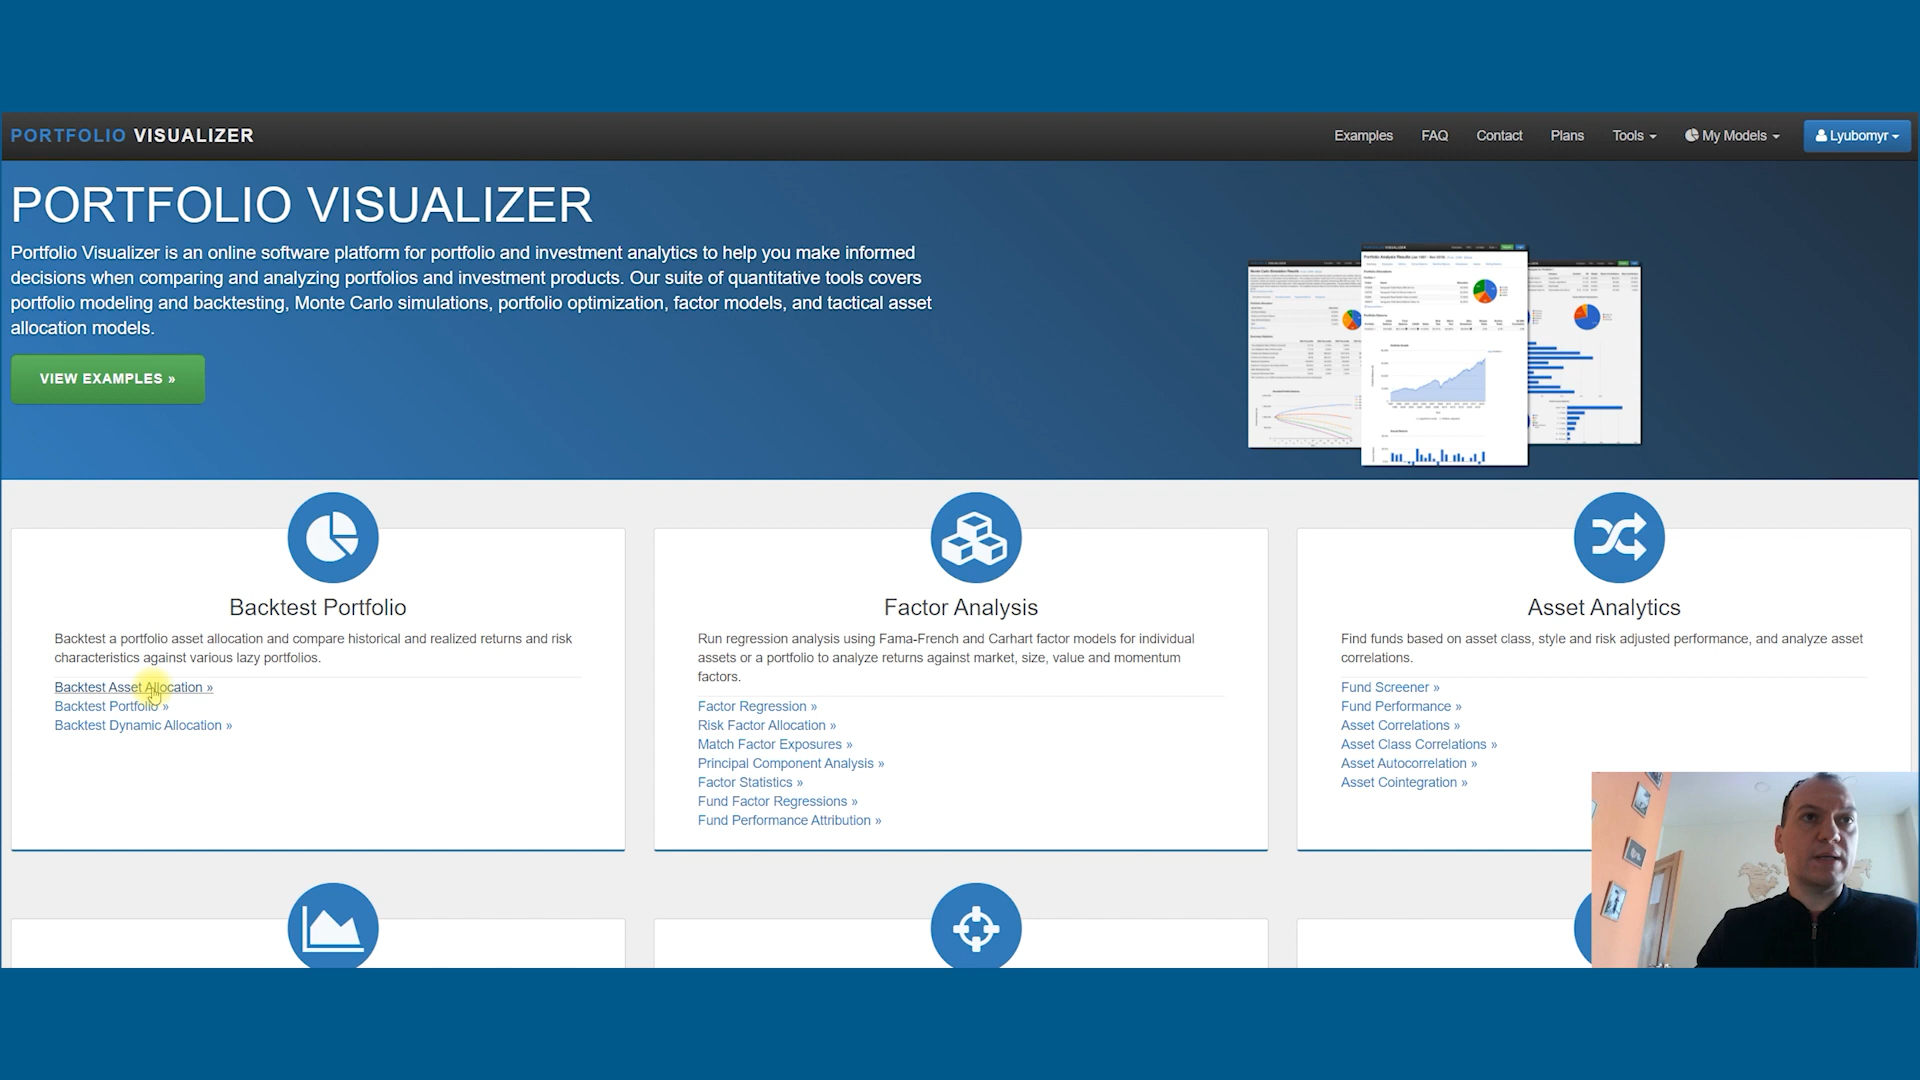 PORTFOLIO VISUALIZER
Examples
FAQ
Contact
Plans
Tools
My Models
Lyubomyr
PORTFOLIO VISUALIZER
Portfolio Visualizer is an online software platform for portfolio and investment analytics to help you make informed
decisions when comparing and analyzing portfolios and investment products. Our suite of quantitative tools covers
portfolio modeling and backtesting, Monte Carlo simulations, portfolio optimization, factor models, and tactical asset
allocation models.
VIEW EXAMPLES »
Backtest Portfolio
Backtest a portfolio asset allocation and compare historical and realized returns and risk
characteristics against various lazy portfolios.
Backtest Asset Allocation »
Backtest Portfolio »
Backtest Dynamic Allocation »
Factor Analysis
Run regression analysis using Fama-French and Carhart factor models for individual
assets or a portfolio to analyze returns against market, size, value and momentum
factors.
Factor Regression »
Risk Factor Allocation »
Match Factor Exposures »
Principal Component Analysis »
Factor Statistics »
Fund Factor Regressions »
Fund Performance Attribution »
Asset Analytics
Find funds based on asset class, style and risk adjusted performance, and analyze asset
correlations.
Fund Screener »
Fund Performance »
Asset Correlations »
Asset Class Correlations »
Asset Autocorrelation »
Asset Cointegration »